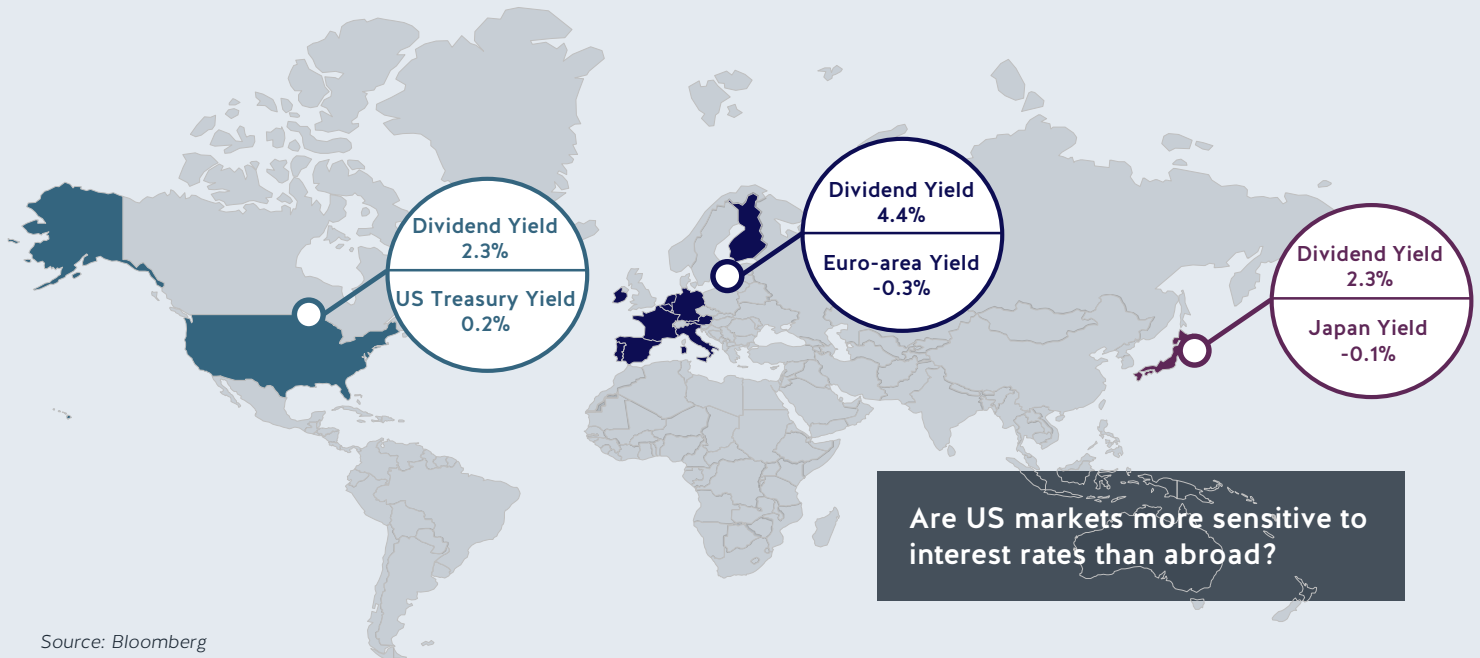 Dividend Yield
2.3%
US Treasury Yield
0.2%
Dividend Yield
4.4%
Euro-area Yield
-0.3%
Dividend Yield
2.3%
Japan Yield
-0.1%
Are US markets more sensitive to
interest rates than abroad?
Source: Bloomberg